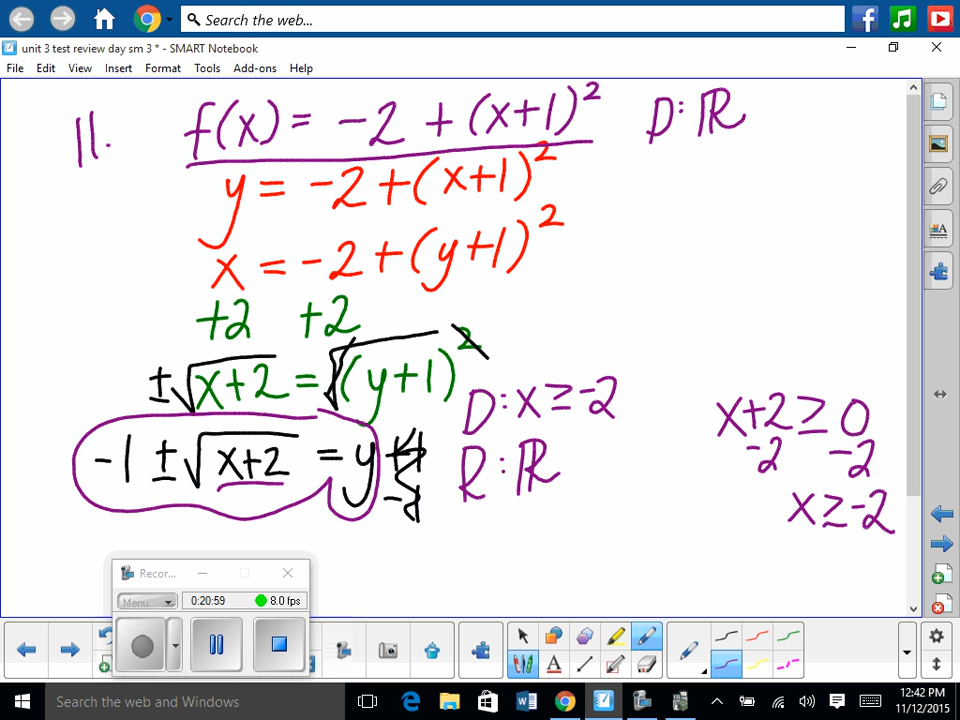 Search the web...
unit 3 test review day sm 3 * - SMART Notebook
File Edit View Insert Format Tools Add-ons Help
11. f(x) = -2 + (x+1)² D: ℝ
y = -2 + (x+1)²
x = -2 + (y+1)²
+2 +2
±√x+2 = √(y+1)²
D: x ≥ -2
x+2 ≥ 0
-1 ±√x+2 = y
-2 -2
R: ℝ
x ≥ -2
Recor...
Menu 0:20:59 8.0 fps
A
Search the web and Windows
12:42 PM
11/12/2015